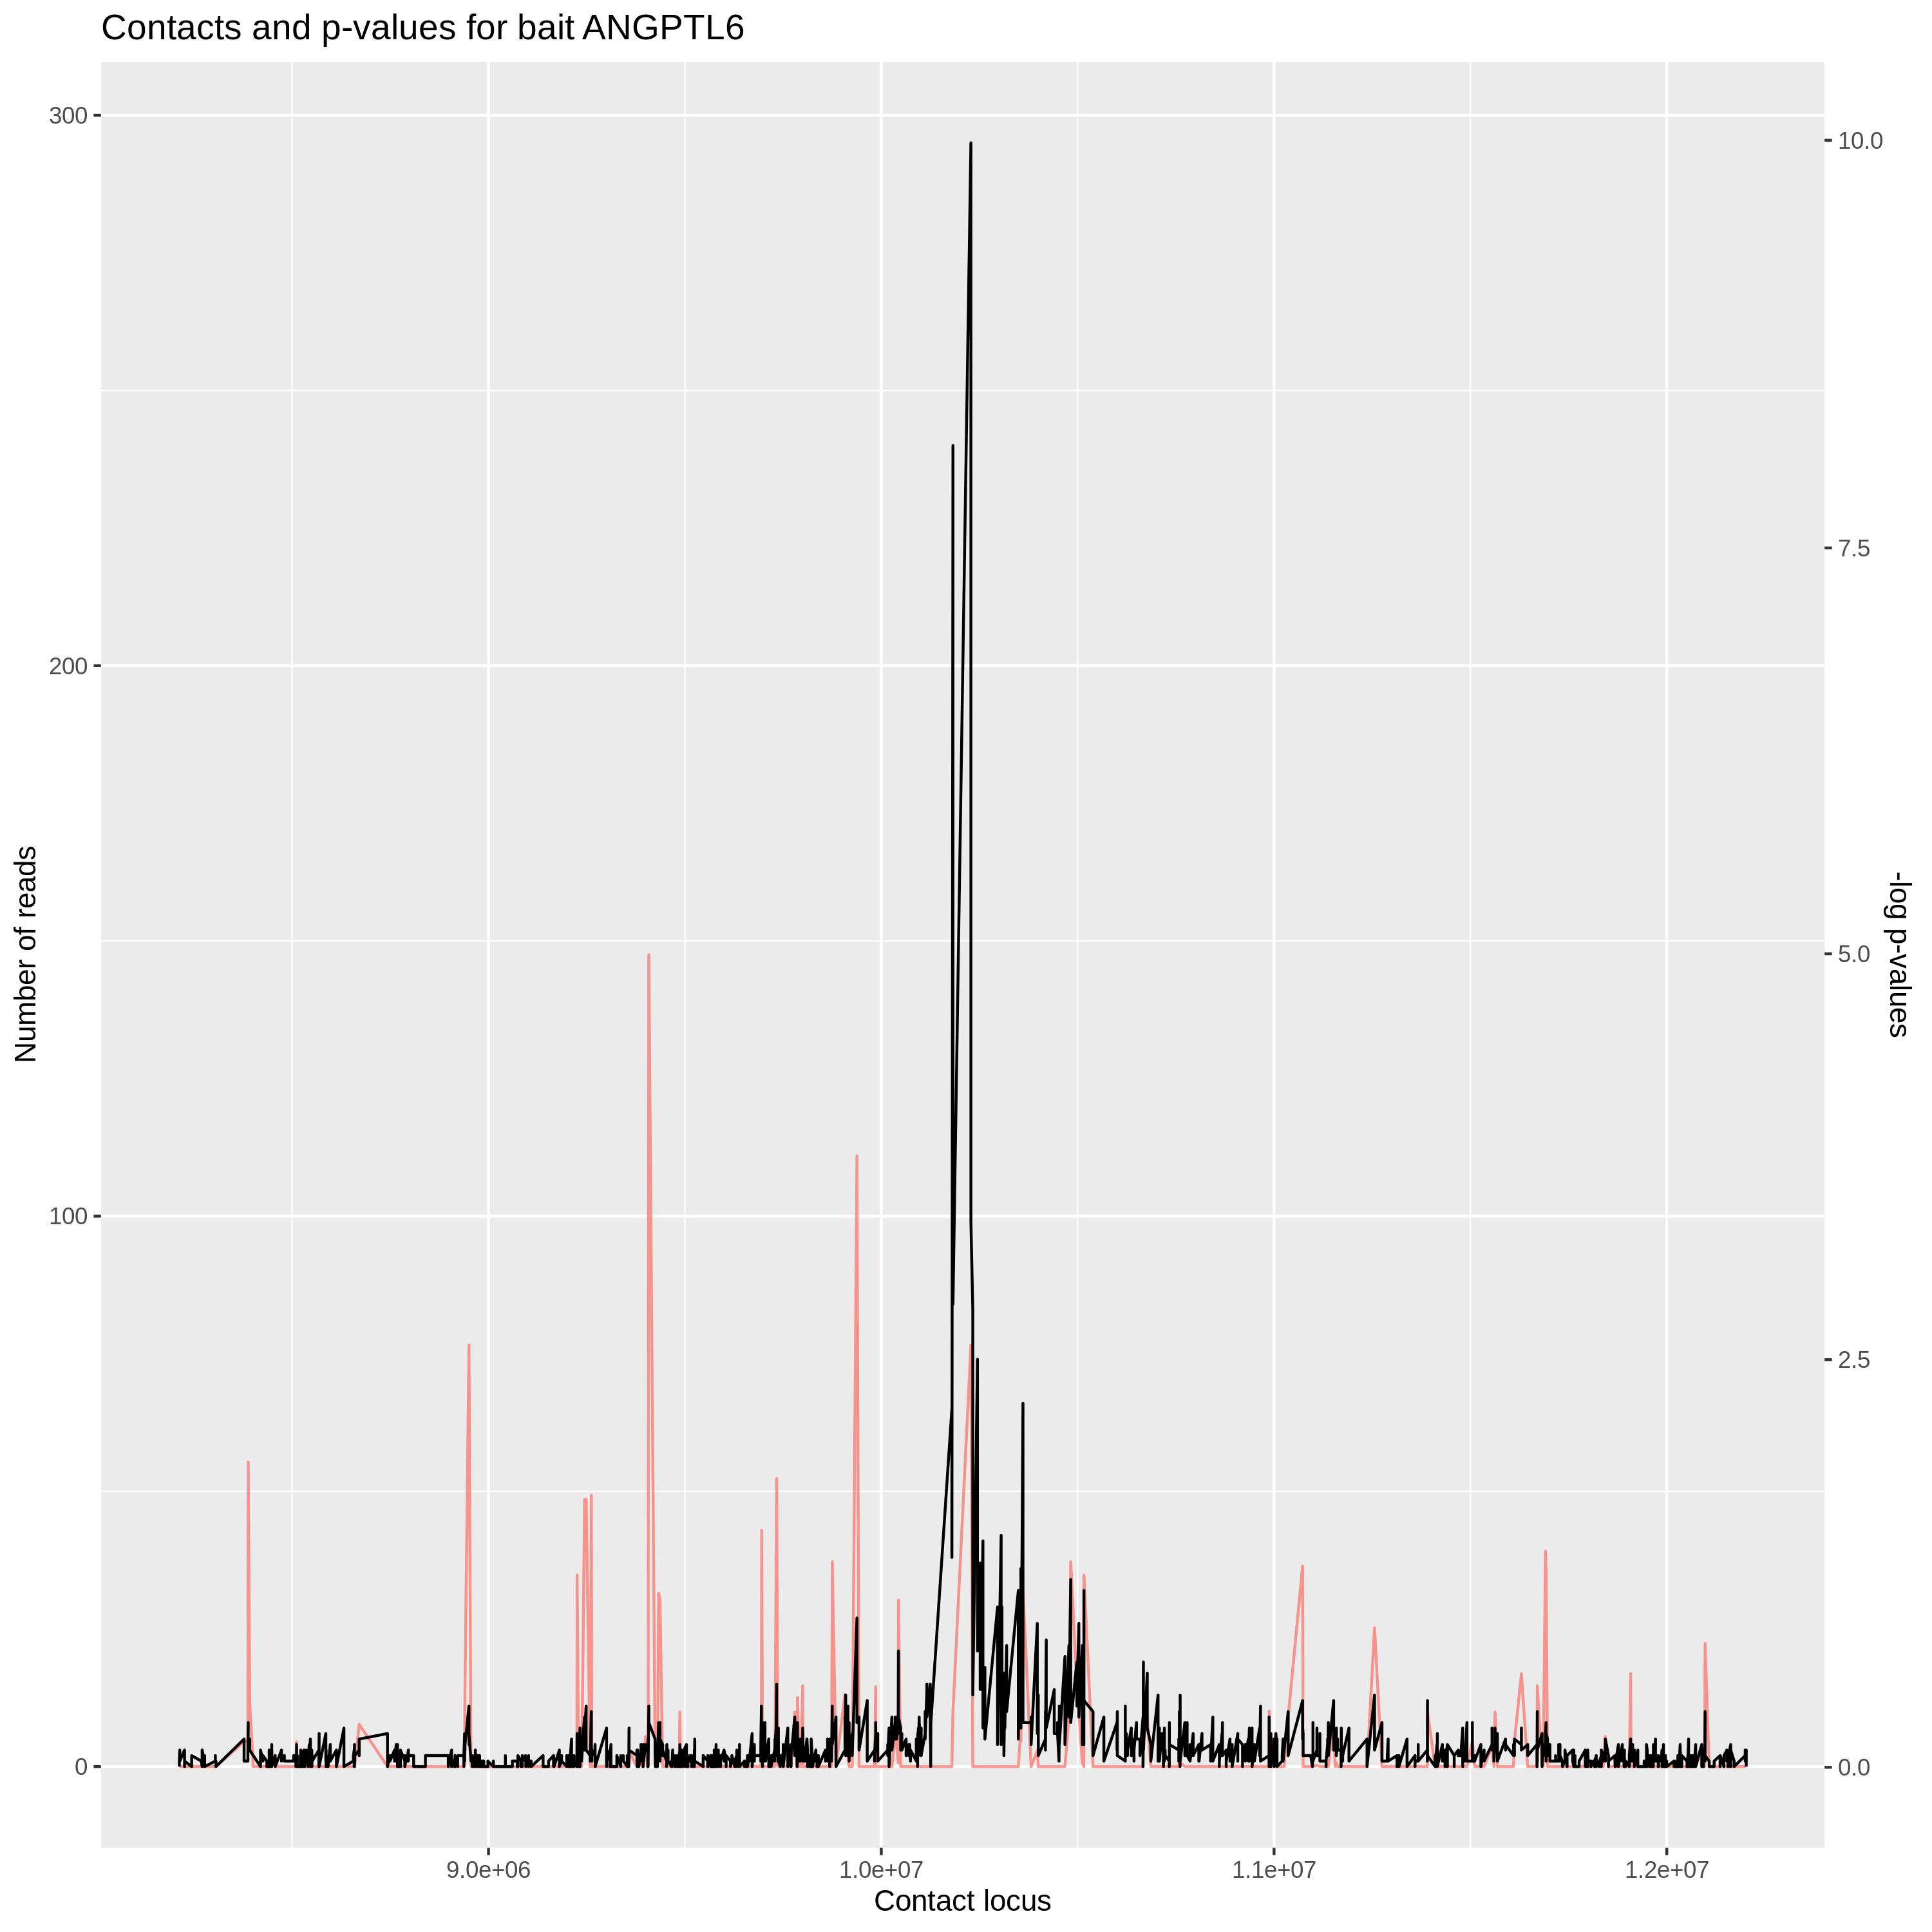 Contacts and p-values for bait ANGPTL6
300
200
100
0
Number of reads
10.0
7.5
5.0
2.5
0.0
-log p-values
9.0e+06
1.0e+07
1.1e+07
1.2e+07
Contact locus